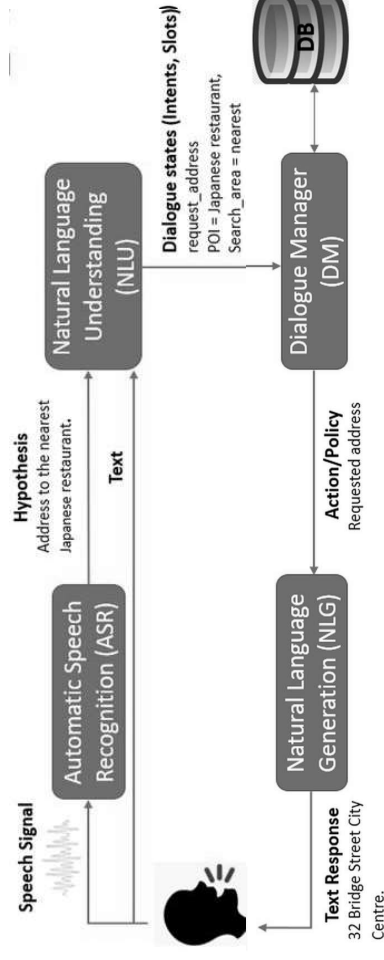 Speech Signal
Automatic Speech
Recognition (ASR)
Hypothesis
Address to the nearest
Japanese restaurant.
Text
Natural Language
Understanding
(NLU)
Dialogue states (Intents, Slots))
request_address
POI = Japanese restaurant,
Search_area = nearest
DB
Dialogue Manager
(DM)
Action/Policy
Requested address
Natural Language
Generation (NLG)
Text Response
32 Bridge Street City
Centre.